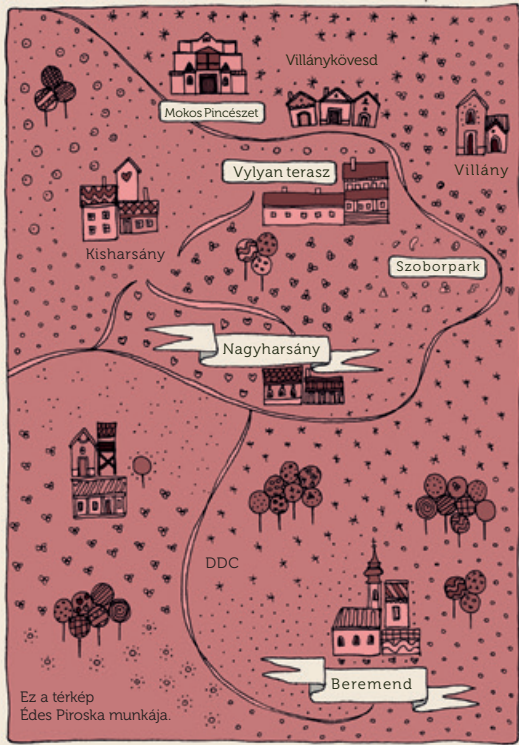 Villánykövesd
Mokos Pincészet
Villány
Vylyan terasz
Kisharsány
Szoborpark
Nagyharsány
DDC
Beremend
Ez a térkép
Édes Piroska munkája.